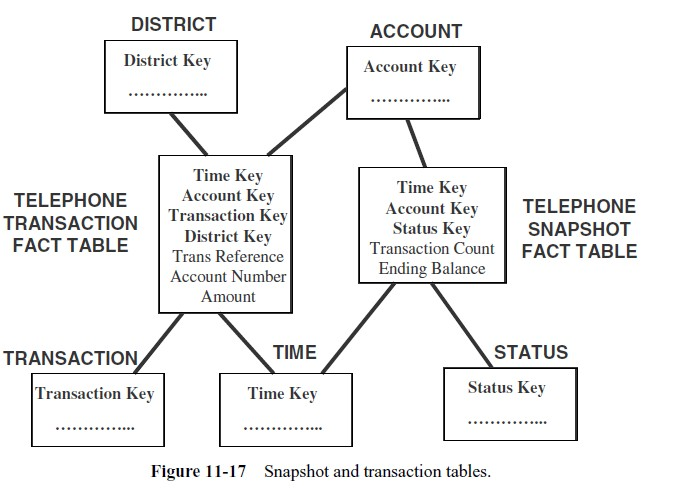 DISTRICT
District Key
…………...
ACCOUNT
Account Key
…………...
TELEPHONE
TRANSACTION
FACT TABLE
Time Key
Account Key
Transaction Key
District Key
Trans Reference
Account Number
Amount
Time Key
Account Key
Status Key
Transaction Count
Ending Balance
TELEPHONE
SNAPSHOT
FACT TABLE
TRANSACTION
Transaction Key
…………...
TIME
Time Key
…………...
STATUS
Status Key
…………...
Figure 11-17 Snapshot and transaction tables.